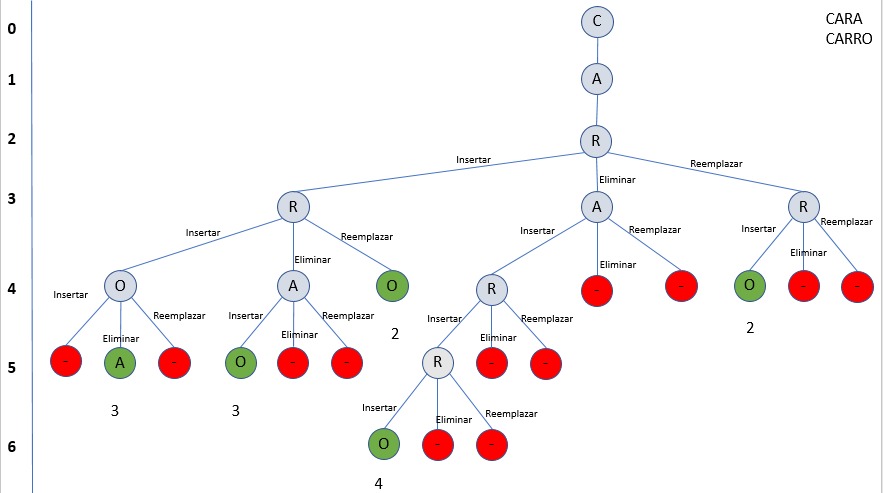 0
C
CARA
CARRO
1
A
2
R
Insertar
Reemplazar
Eliminar
3
R
A
R
Insertar
Reemplazar
Insertar
Reemplazar
Insertar
Reemplazar
Eliminar
Eliminar
Eliminar
4
O
A
O
R
-
-
O
-
-
Insertar
Reemplazar
Insertar
Reemplazar
2
Insertar
Reemplazar
2
Eliminar
Eliminar
Eliminar
5
-
A
-
O
-
-
R
-
-
3
3
Insertar
Reemplazar
Eliminar
6
O
-
-
4